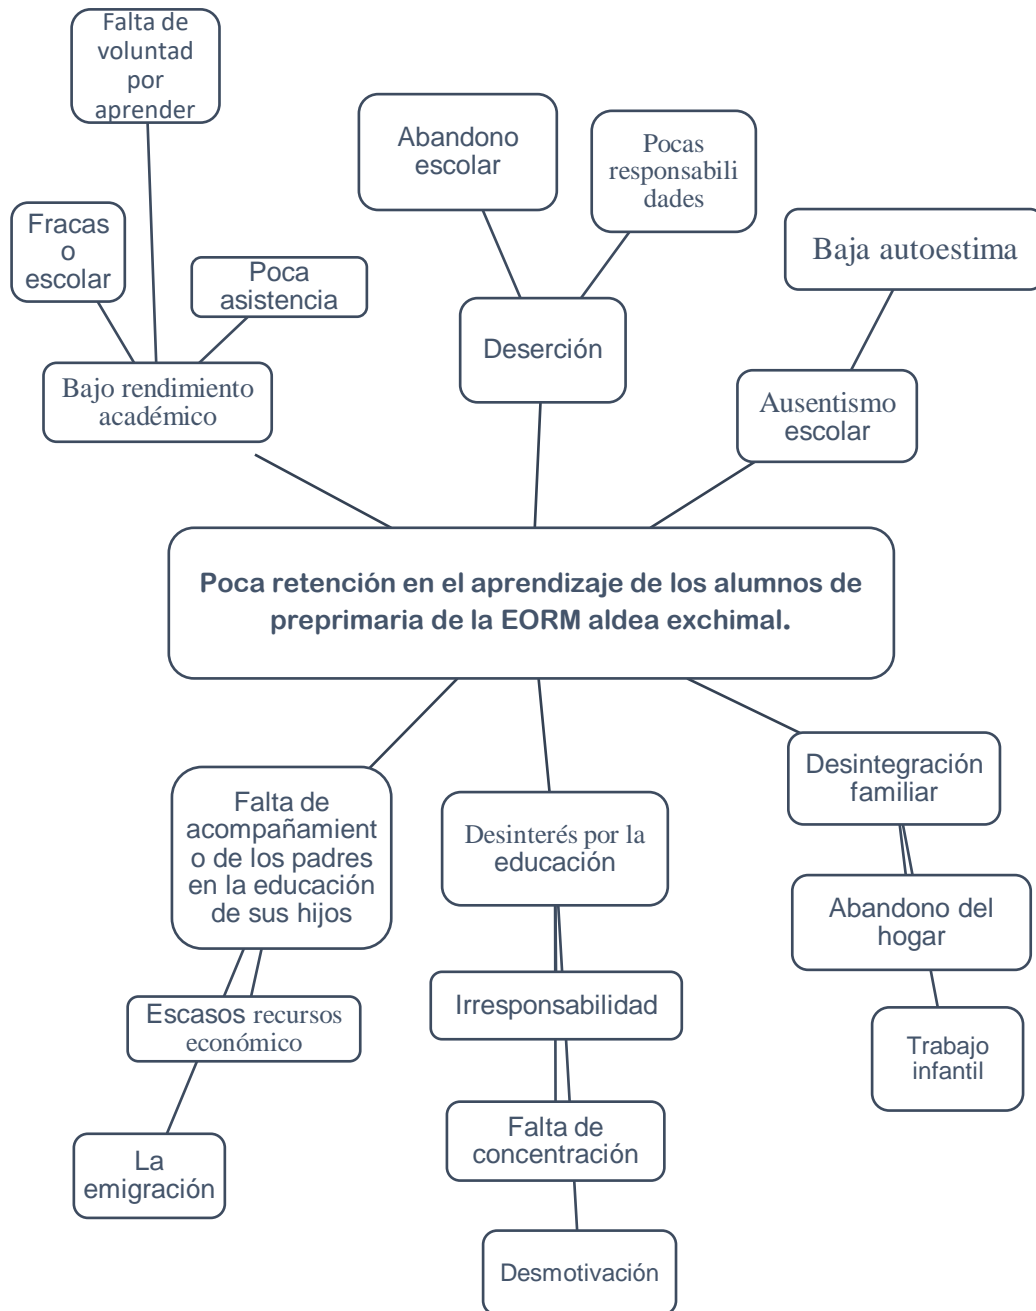 Falta de
voluntad
por
aprender
Abandono
escolar
Pocas
responsabili
dades
Fracas
o
escolar
Poca
asistencia
Baja autoestima
Deserción
Bajo rendimiento
académico
Ausentismo
escolar
Poca retención en el aprendizaje de los alumnos de
preprimaria de la EORM aldea exchimal.
Falta de
acompañamient
o de los padres
en la educación
de sus hijos
Desinterés por la
educación
Desintegración
familiar
Abandono del
hogar
Escasos recursos
económico
Irresponsabilidad
Trabajo
infantil
La
emigración
Falta de
concentración
Desmotivación